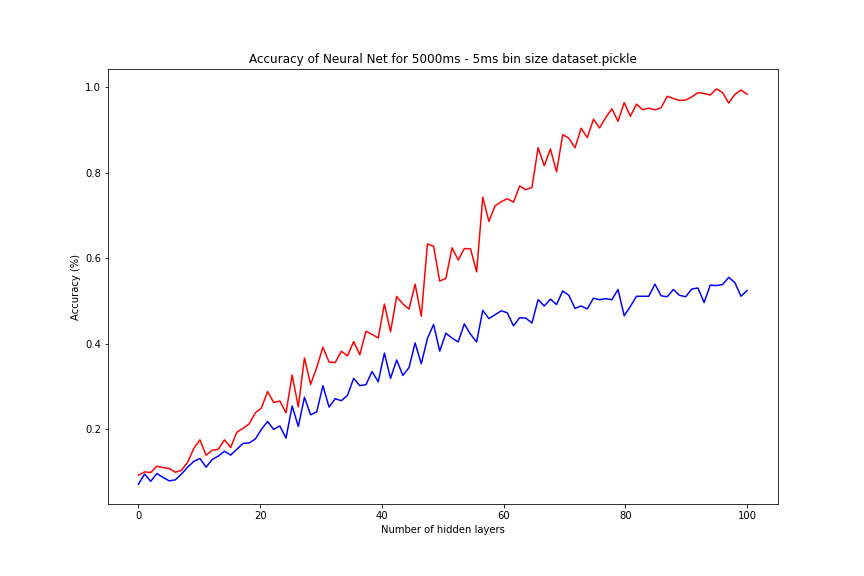 Accuracy of Neural Net for 5000ms - 5ms bin size dataset.pickle
Accuracy (%)
1.0
0.8
0.6
0.4
0.2
0 20 40 60 80 100
Number of hidden layers